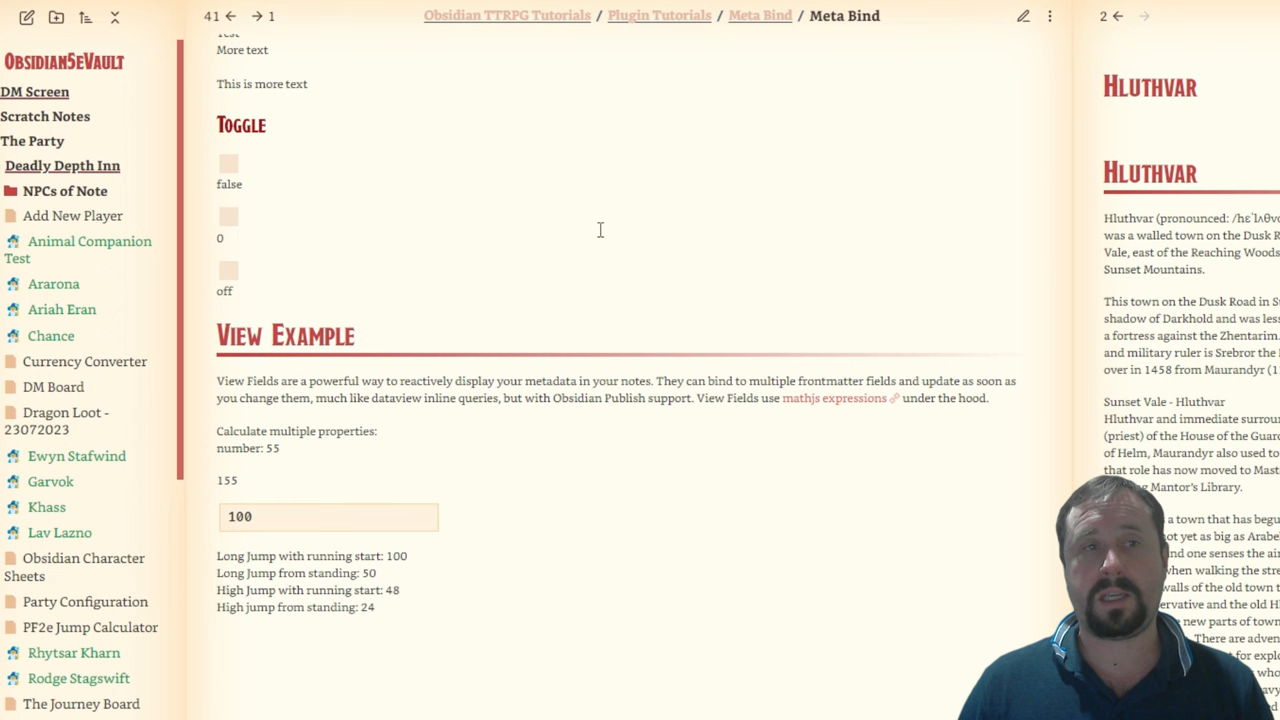 41
1
Obsidian TTRPG Tutorials / Plugin Tutorials / Meta Bind / Meta Bind
2
Obsidian5eVault
DM Screen
Scratch Notes
The Party
Deadly Depth Inn
NPCs of Note
Add New Player
Animal Companion
Test
Ararona
Ariah Eran
Chance
Currency Converter
DM Board
Dragon Loot -
23072023
Ewyn Stafwind
Garvok
Khass
Lav Lazno
Obsidian Character
Sheets
Party Configuration
PF2e Jump Calculator
Rhytsar Kharn
Rodge Stagswift
The Journey Board
Test
More text
This is more text
Toggle
false
0
off
View Example
View Fields are a powerful way to reactively display your metadata in your notes. They can bind to multiple frontmatter fields and update as soon as
you change them, much like dataview inline queries, but with Obsidian Publish support. View Fields use mathjs expressions under the hood.
Calculate multiple properties:
number: 55
155
100
Long Jump with running start: 100
Long Jump from standing: 50
High Jump with running start: 48
High jump from standing: 24
Hluthvar
Hluthvar
Hluthvar (pronounced:
was a walled town on the Dusk R
Vale, east of the Reaching Woods
Sunset Mountains.
This town on the Dusk Road in S
shadow of Darkhold and was less
a fortress against the Zhentarim.
and military ruler is Srebror the
over in 1458 from Maurandyr (1
Sunset Vale - Hluthvar
Hluthvar and immediate surrou
(priest) of the House of the Guar
of Helm, Maurandyr also used to
that role has now moved to Mast
Mantor's Library.
a town that has begu
not yet as big as Arabel
nd one senses the air
when walking the stre
walls of the old town t
ervative and the old Hl
new parts of town
There are adven
for explo
who